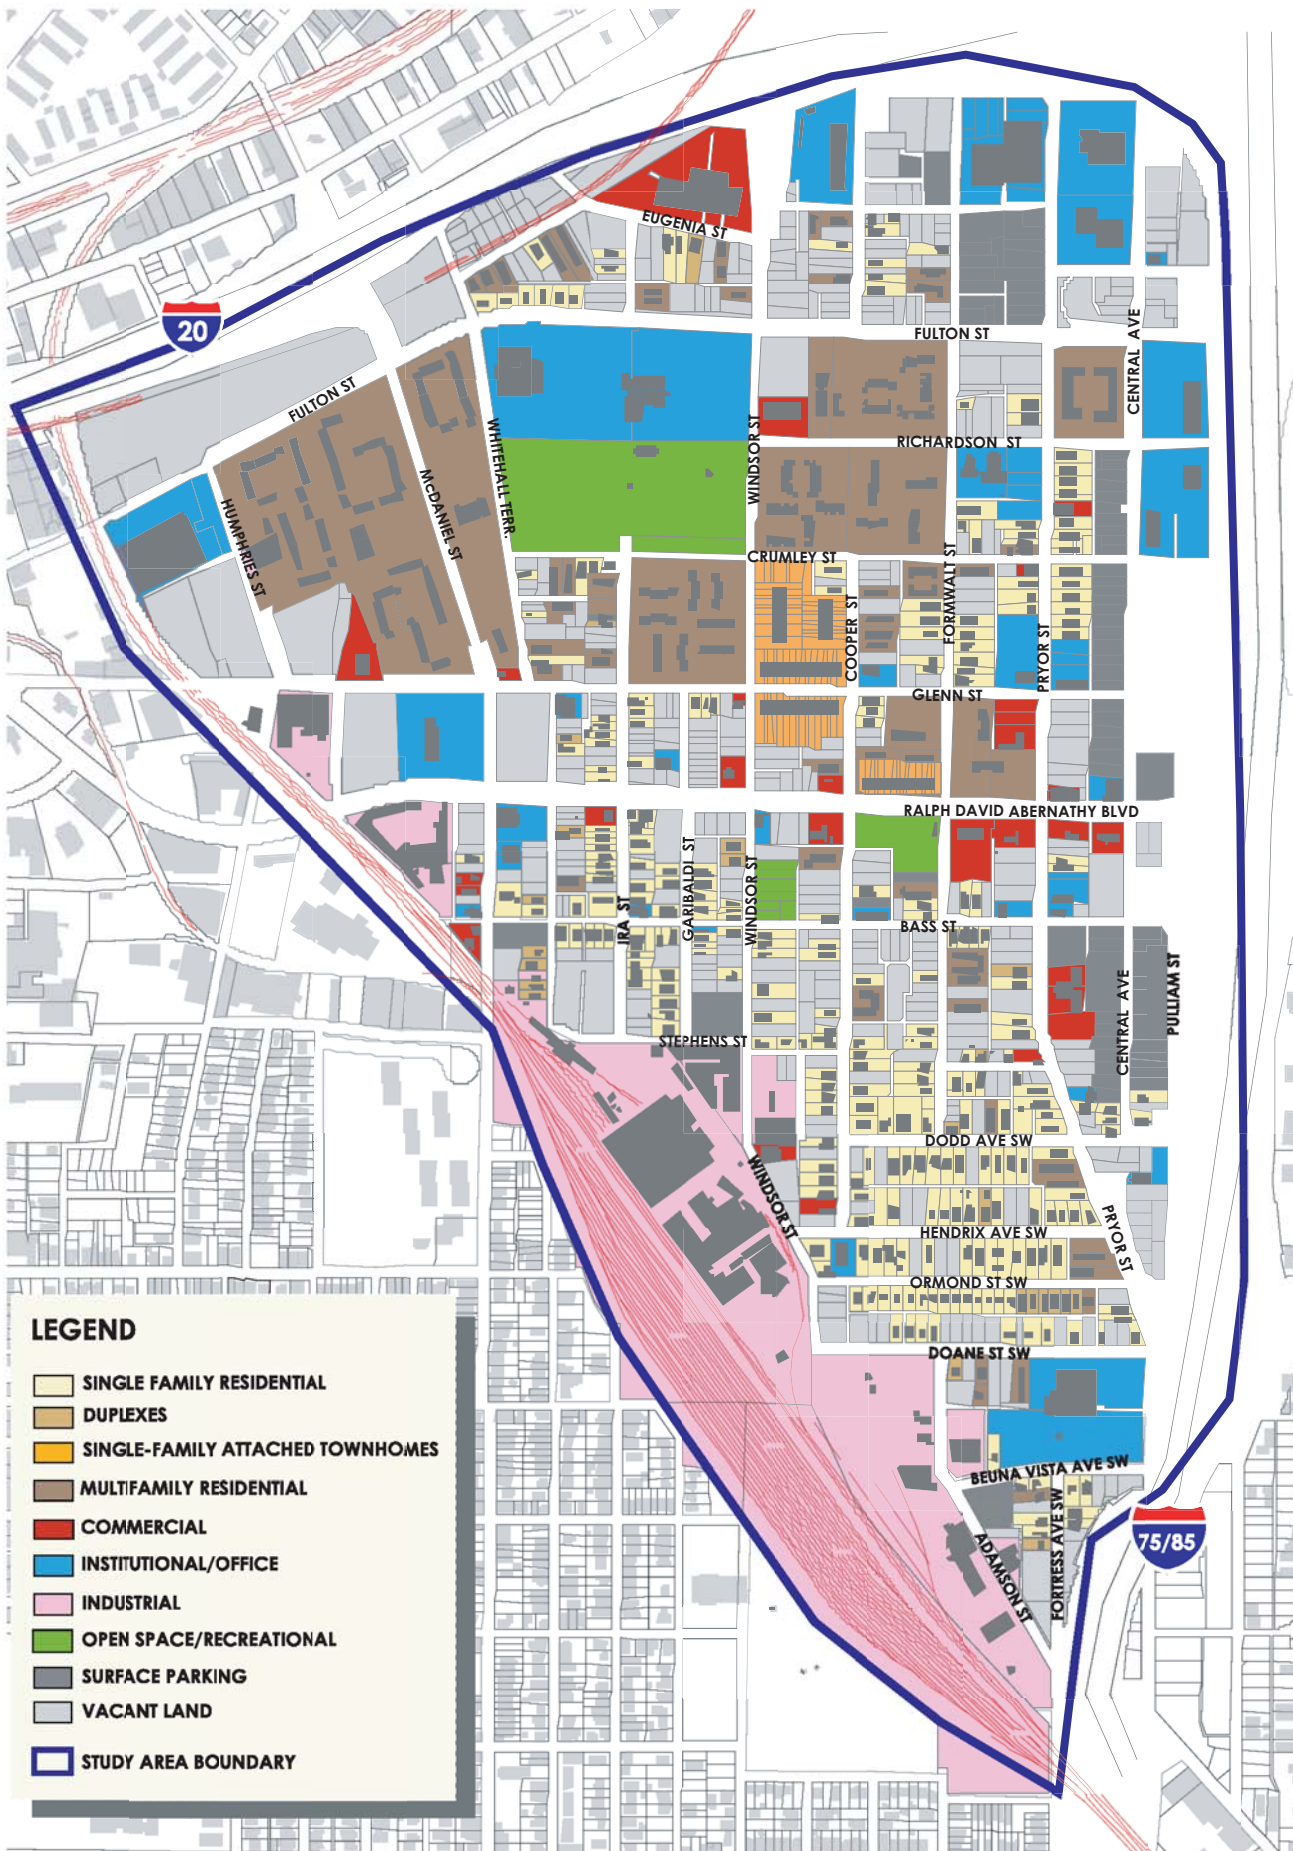 EUGENIA ST
20
FULTON ST
CENTRAL AVE
FULTON ST
RICHARDSON ST
WINDSOR ST
WHITEHALL TERR.
McDANIEL ST
HUMPHRIES ST
CRUMLEY ST
FORMWALT ST
COOPER ST
PRYOR ST
GLENN ST
RALPH DAVID ABERNATHY BLVD
GARIBALDI ST
WINDSOR ST
IRA ST
BASS ST
CENTRAL AVE
PULLIAM ST
STEPHENS ST
DODD AVE SW
WINDSOR ST
PRYOR ST
HENDRIX AVE SW
ORMOND ST SW
DOANE ST SW
BEUNA VISTA AVE SW
ADAMSON ST
FORTRESS AVE SW
75/85
LEGEND
SINGLE FAMILY RESIDENTIAL
DUPLEXES
SINGLE-FAMILY ATTACHED TOWNHOMES
MULTIFAMILY RESIDENTIAL
COMMERCIAL
INSTITUTIONAL/OFFICE
INDUSTRIAL
OPEN SPACE/RECREATIONAL
SURFACE PARKING
VACANT LAND
STUDY AREA BOUNDARY